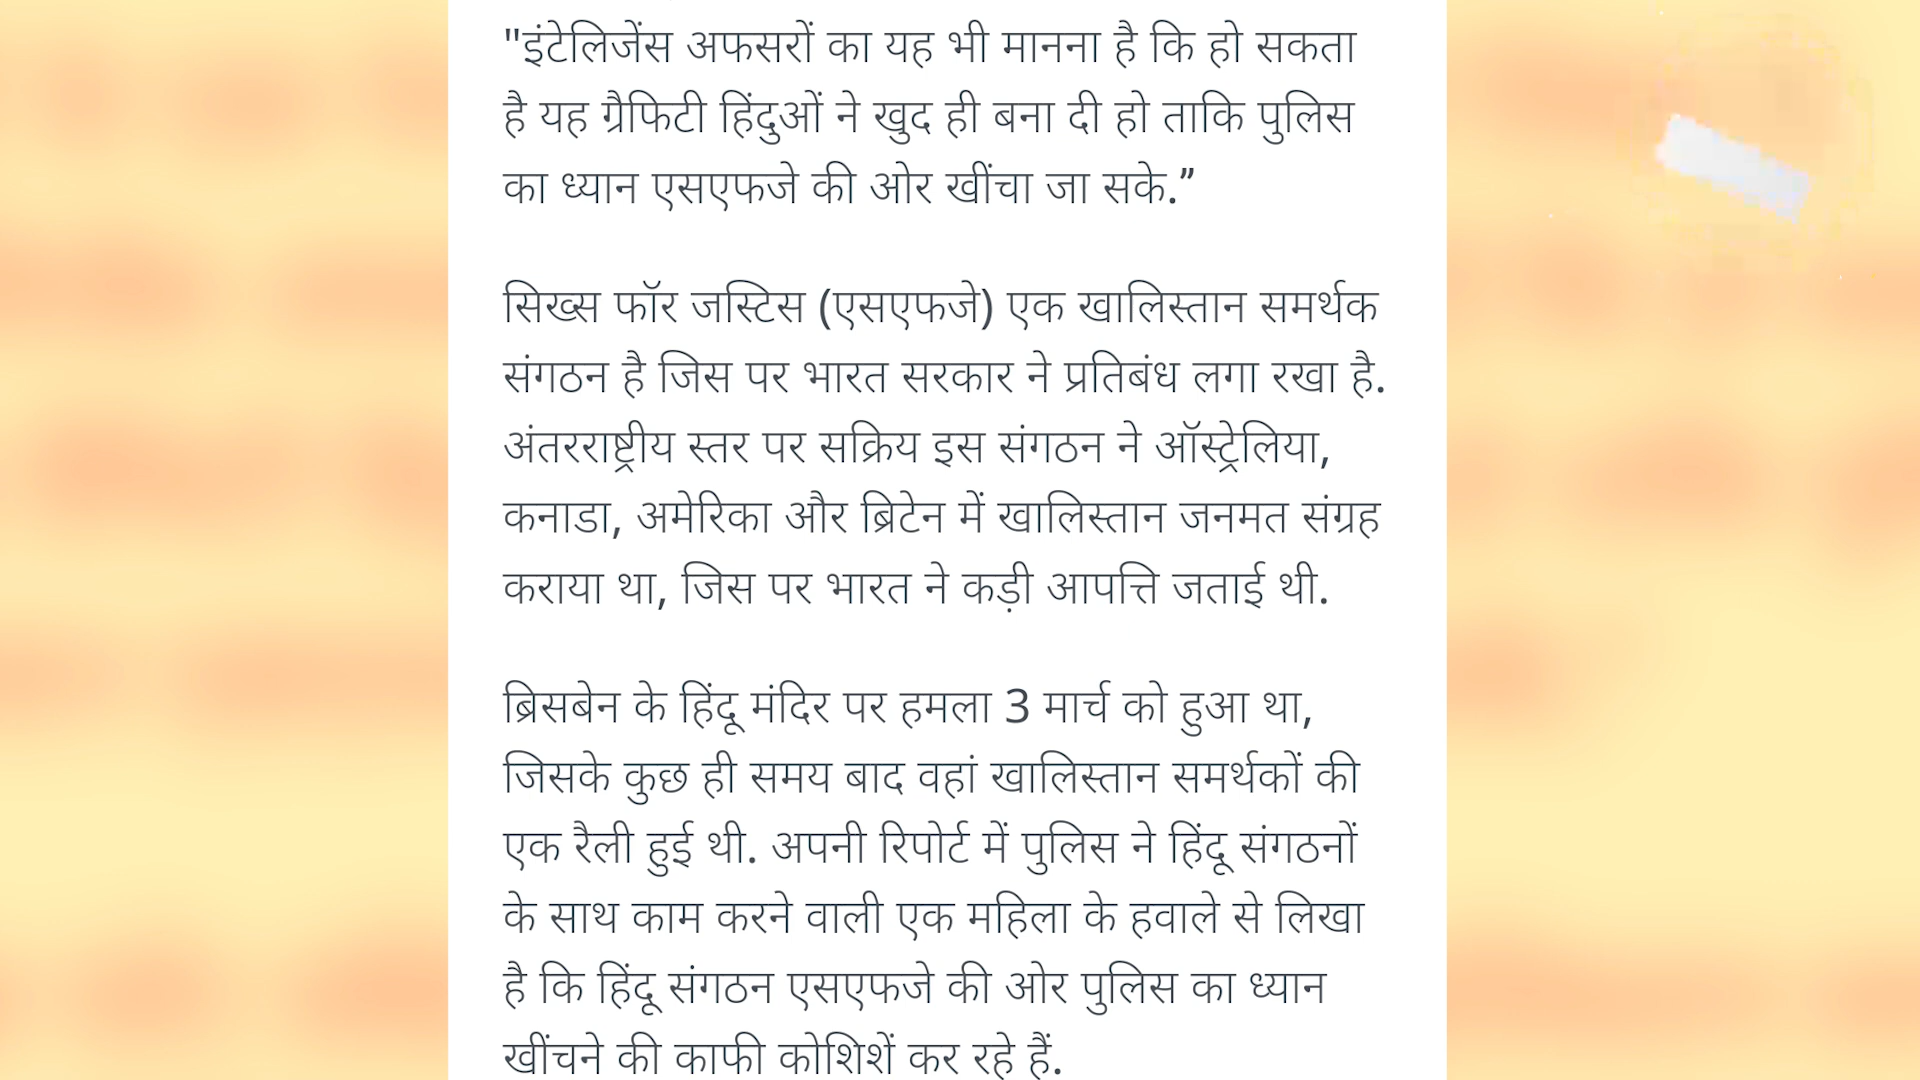 "इंटेलिजेंस अफसरों का यह भी मानना है कि हो सकता
है यह ग्रैफिटी हिंदुओं ने खुद ही बना दी हो ताकि पुलिस
का ध्यान एसएफजे की ओर खींचा जा सके.”
सिख्स फॉर जस्टिस (एसएफजे) एक खालिस्तान समर्थक
संगठन है जिस पर भारत सरकार ने प्रतिबंध लगा रखा है.
अंतरराष्ट्रीय स्तर पर सक्रिय इस संगठन ने ऑस्ट्रेलिया,
कनाडा, अमेरिका और ब्रिटेन में खालिस्तान जनमत संग्रह
कराया था, जिस पर भारत ने कड़ी आपत्ति जताई थी.
ब्रिसबेन के हिंदू मंदिर पर हमला 3 मार्च को हुआ था,
जिसके कुछ ही समय बाद वहां खालिस्तान समर्थकों की
एक रैली हुई थी. अपनी रिपोर्ट में पुलिस ने हिंदू संगठनों
के साथ काम करने वाली एक महिला के हवाले से लिखा
है कि हिंदू संगठन एसएफजे की ओर पुलिस का ध्यान
खींचने की काफी कोशिशें कर रहे हैं.